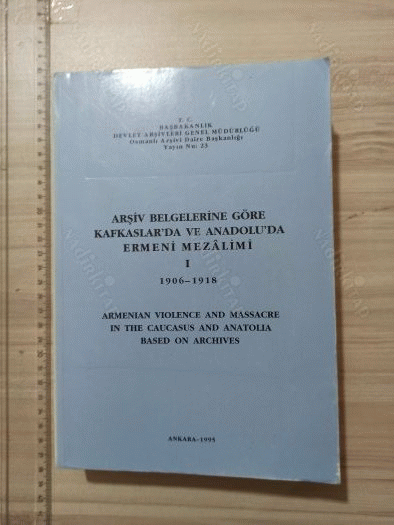 T. C.
BAŞBAKANLIK
DEVLET ARŞİVLERİ GENEL MÜDÜRLÜĞÜ
Osmanlı Arşivi Daire Başkanlığı
Yayın Nu: 23
ARŞİV BELGELERİNE GÖRE
KAFKASLAR'DA VE ANADOLU'DA
ERMENİ MEZÂLİMİ
I
1906-1918
ARMENIAN VIOLENCE AND MASSACRE
IN THE CAUCASUS AND ANATOLIA
BASED ON ARCHIVES
ANKARA-1995